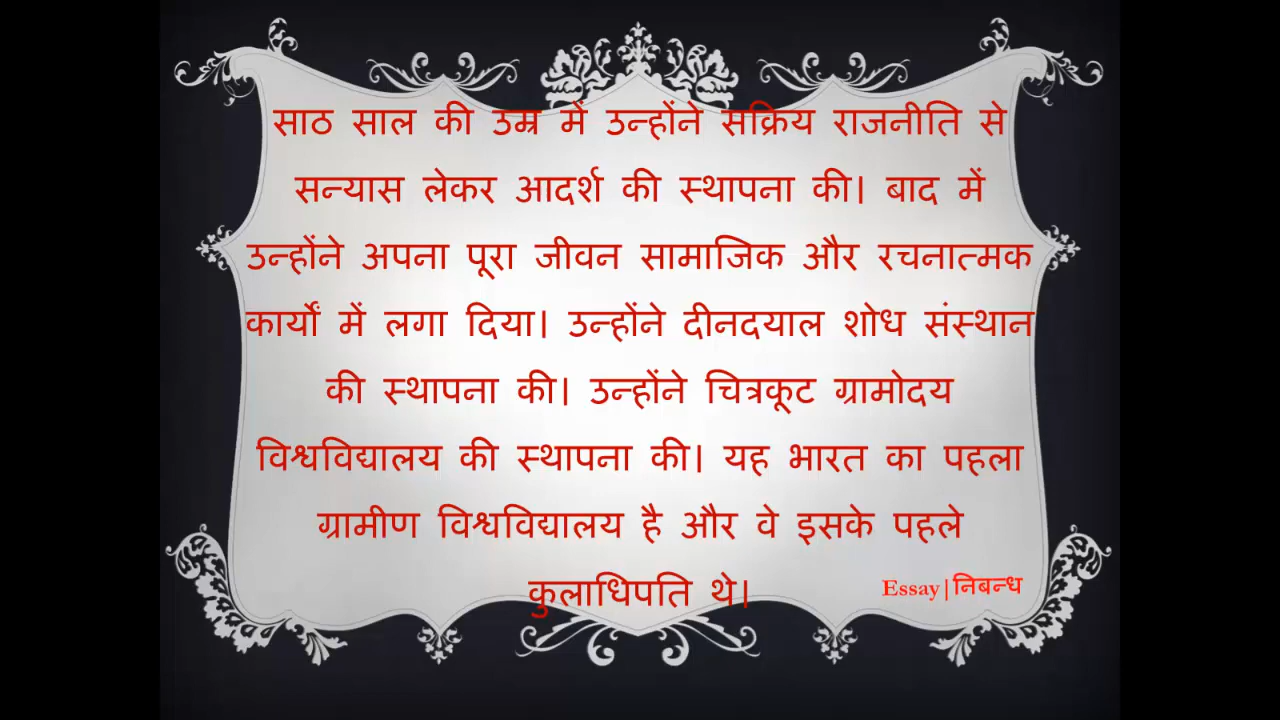 साठ साल की उम्र में उन्होंने सक्रिय राजनीति से
सन्यास लेकर आदर्श की स्थापना की। बाद में
उन्होंने अपना पूरा जीवन सामाजिक और रचनात्मक
कार्यों में लगा दिया। उन्होंने दीनदयाल शोध संस्थान
की स्थापना की। उन्होंने चित्रकूट ग्रामोदय
विश्वविद्यालय की स्थापना की। यह भारत का पहला
ग्रामीण विश्वविद्यालय है और वे इसके पहले
कुलाधिपति थे।
Essay|निबन्ध